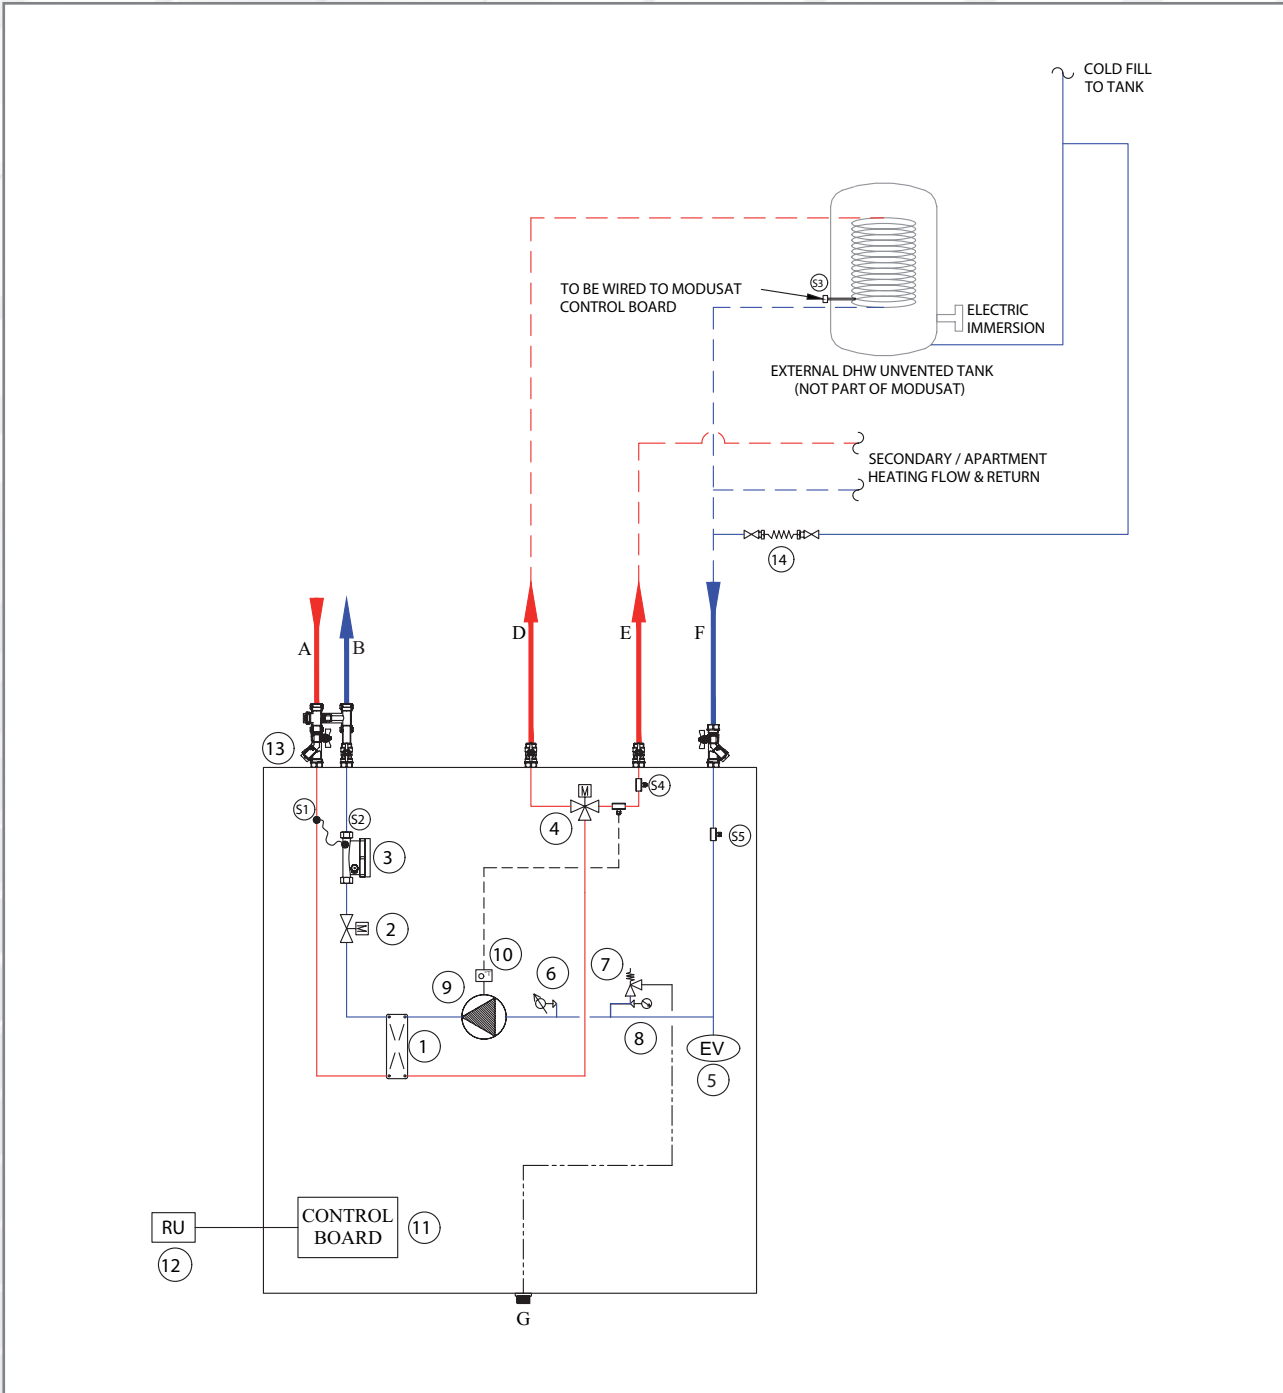 COLD FILL
TO TANK
S3
TO BE WIRED TO MODUSAT
CONTROL BOARD
ELECTRIC
IMMERSION
EXTERNAL DHW UNVENTED TANK
(NOT PART OF MODUSAT)
SECONDARY / APARTMENT
HEATING FLOW & RETURN
14
A
B
D
E
F
13
S1
S2
M
4
S4
S5
3
M
2
10
9
6
7
8
1
EV
5
CONTROL
BOARD
11
RU
12
G